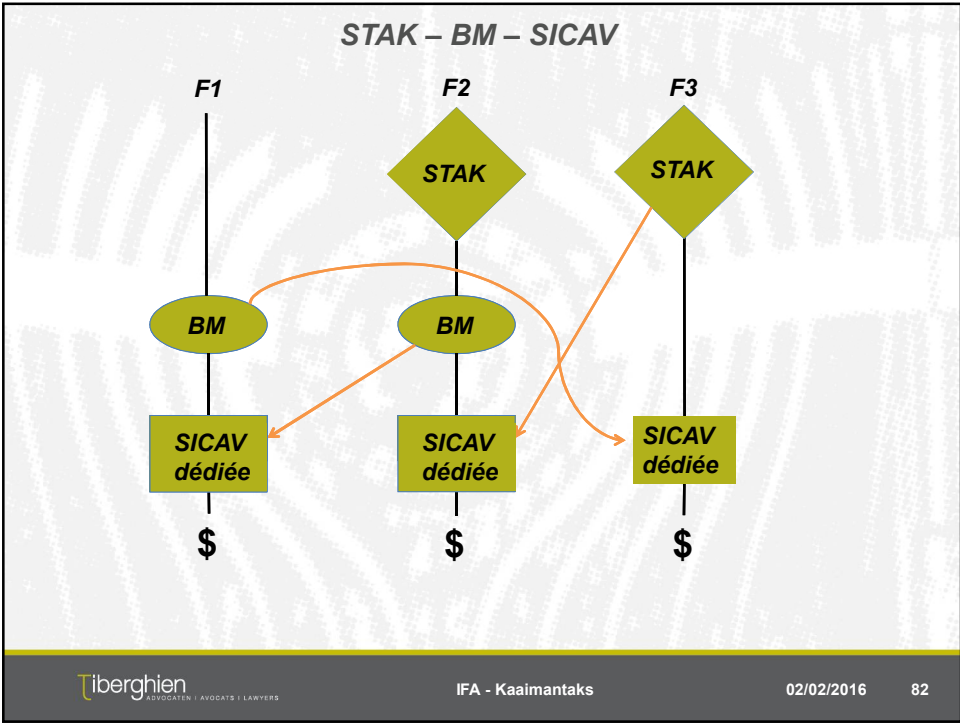 STAK – BM – SICAV
F1
F2
F3
STAK
STAK
BM
BM
SICAV
dédiée
SICAV
dédiée
SICAV
dédiée
$
$
$
Tiberghien
ADVOCATEN | AVOCATS | LAWYERS
IFA - Kaaimantaks
02/02/2016
82